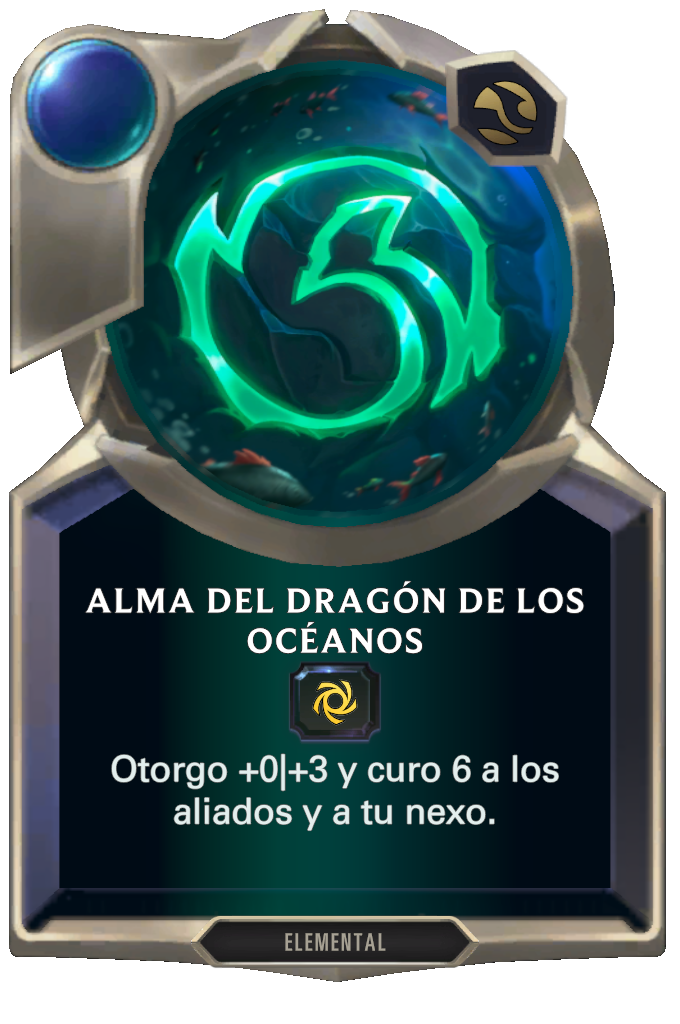 ALMA DEL DRAGÓN DE LOS
OCÉANOS
Otorgo +0|+3 y curo 6 a los
aliados y a tu nexo.
ELEMENTAL